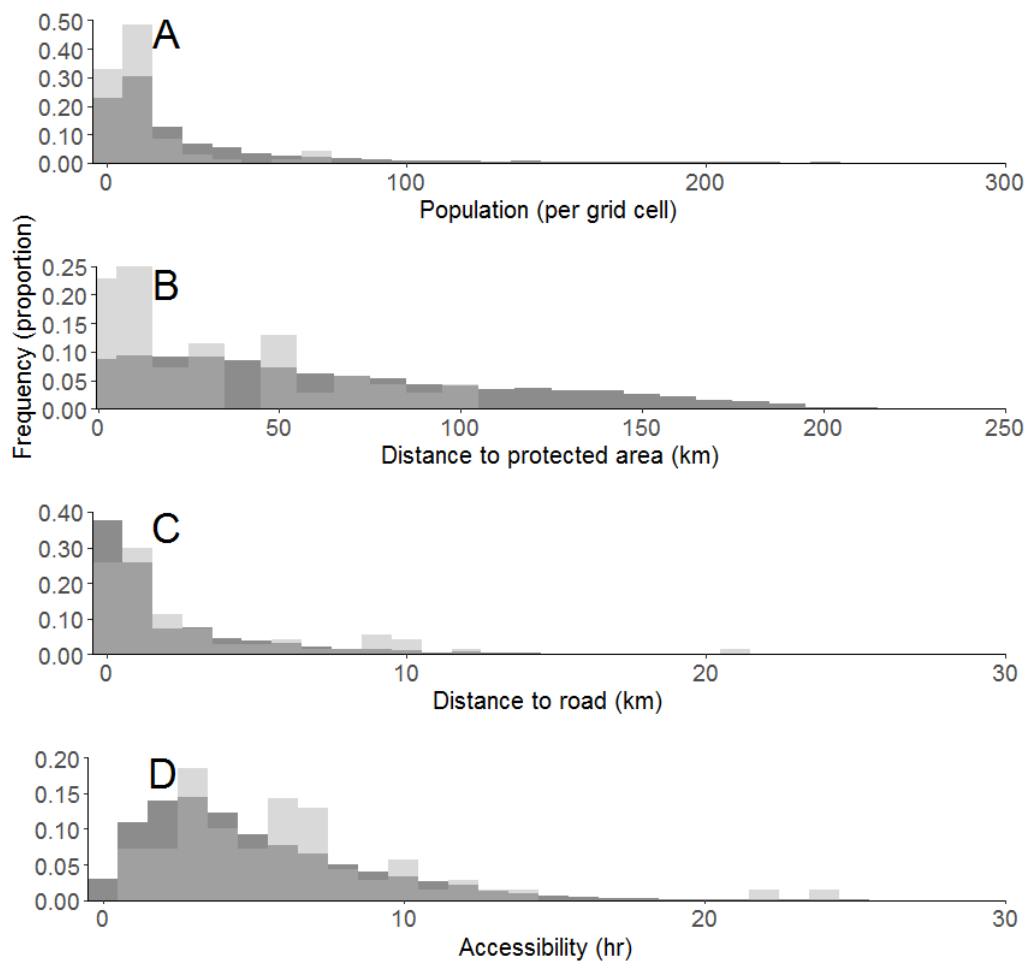 A
0.50
0.40
0.30
0.20
0.10
0.00
0 100 200 300
Population (per grid cell)
Frequency (proportion)
B
0.25
0.20
0.15
0.10
0.05
0.00
0 50 100 150 200 250
Distance to protected area (km)
C
0.40
0.30
0.20
0.10
0.00
0 10 20 30
Distance to road (km)
D
0.20
0.15
0.10
0.05
0.00
0 10 20 30
Accessibility (hr)